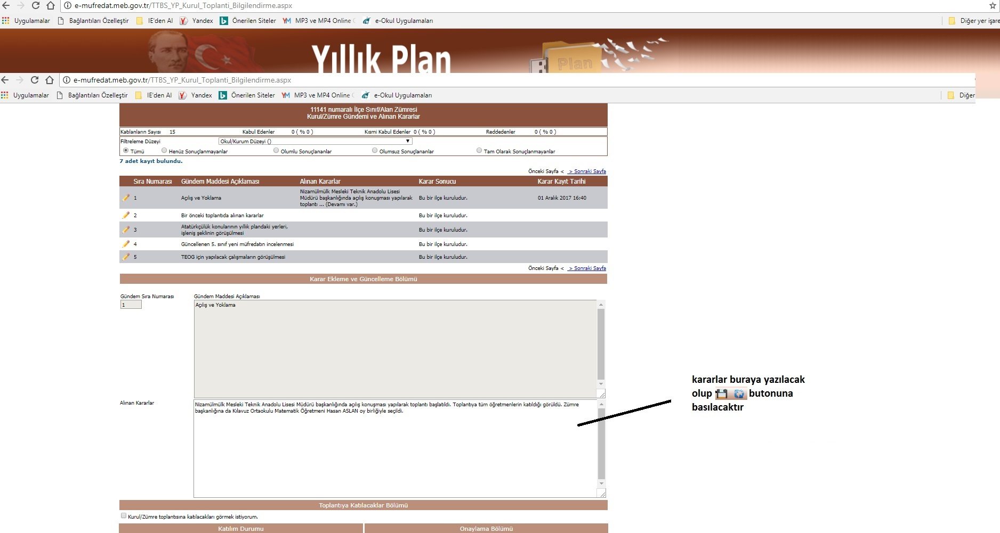 e-mufredat.meb.gov.tr/TTBS_YP_Kurul_Toplanti_Bilgilendirme.aspx
Uygulamalar Bağlantıları Özelleştir IE'den Al Yandex Önerilen Siteler MP3 ve MP4 Online e-Okul Uygulamaları Diğer yer işare
Yıllık Plan
Plan
e-mufredat.meb.gov.tr/TTBS_YP_Kurul_Toplanti_Bilgilendirme.aspx
Uygulamalar Bağlantıları Özelleştir IE'den Al Yandex Önerilen Siteler MP3 ve MP4 Online e-Okul Uygulamaları Diğer
11141 numaralı İlçe Sınıf/Alan Zümresi
Kurul/Zümre Gündemi ve Alınan Kararlar
Katılanların Sayısı 15 Kabul Edenler 0 ( % 0 ) Kısmi Kabul Edenler 0 ( % 0 ) Reddedenler 0 ( % 0 )
Filtreleme Düzeyi Okul/Kurum Düzeyi ()
Tümü Henüz Sonuçlanmayanlar Olumlu Sonuçlananlar Olumsuz Sonuçlananlar Tam Olarak Sonuçlanmayanlar
7 adet kayıt bulundu.
Önceki Sayfa < > Sonraki Sayfa
Sıra Numarası Gündem Maddesi Açıklaması Alınan Kararlar Karar Sonucu Karar Kayıt Tarihi
1 Açılış ve Yoklama Nizamülmülk Mesleki Teknik Anadolu Lisesi Müdürü başkanlığında açılış konuşması yapılarak toplantı ... (Devamı var.) Bu bir ilçe kuruludur. 01 Aralık 2017 16:40
2 Bir önceki toplantıda alınan kararlar Bu bir ilçe kuruludur.
3 Atatürkçülük konularının yıllık plandaki yerleri, işleniş şeklinin görüşülmesi Bu bir ilçe kuruludur.
4 Güncellenen 5. sınıf yeni müfredatın incelenmesi Bu bir ilçe kuruludur.
5 TEOG için yapılacak çalışmaların görüşülmesi Bu bir ilçe kuruludur.
Önceki Sayfa < > Sonraki Sayfa
Karar Ekleme ve Güncelleme Bölümü
Gündem Sıra Numarası Gündem Maddesi Açıklaması
1 Açılış ve Yoklama
kararlar buraya yazılacak
olup butonuna
basılacaktır
Alınan Kararlar Nizamülmülk Mesleki Teknik Anadolu Lisesi Müdürü başkanlığında açılış konuşması yapılarak toplantı başlatıldı. Toplantıya tüm öğretmenlerin katıldığı görüldü. Zümre
başkanlığına da Kılavuz Ortaokulu Matematik Öğretmeni Hasan ASLAN oy birliğiyle seçildi.
Toplantıya Katılacaklar Bölümü
Kurul/Zümre toplantısına katılacakları görmek istiyorum.
Katılım Durumu Onaylama Bölümü